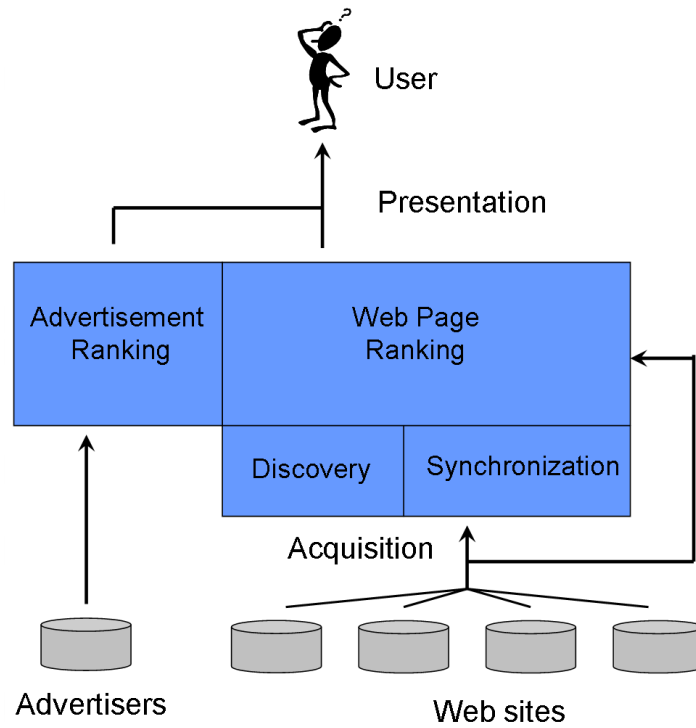 ?
User
Presentation
Advertisement
Ranking
Web Page
Ranking
Discovery
Synchronization
Acquisition
Advertisers
Web sites